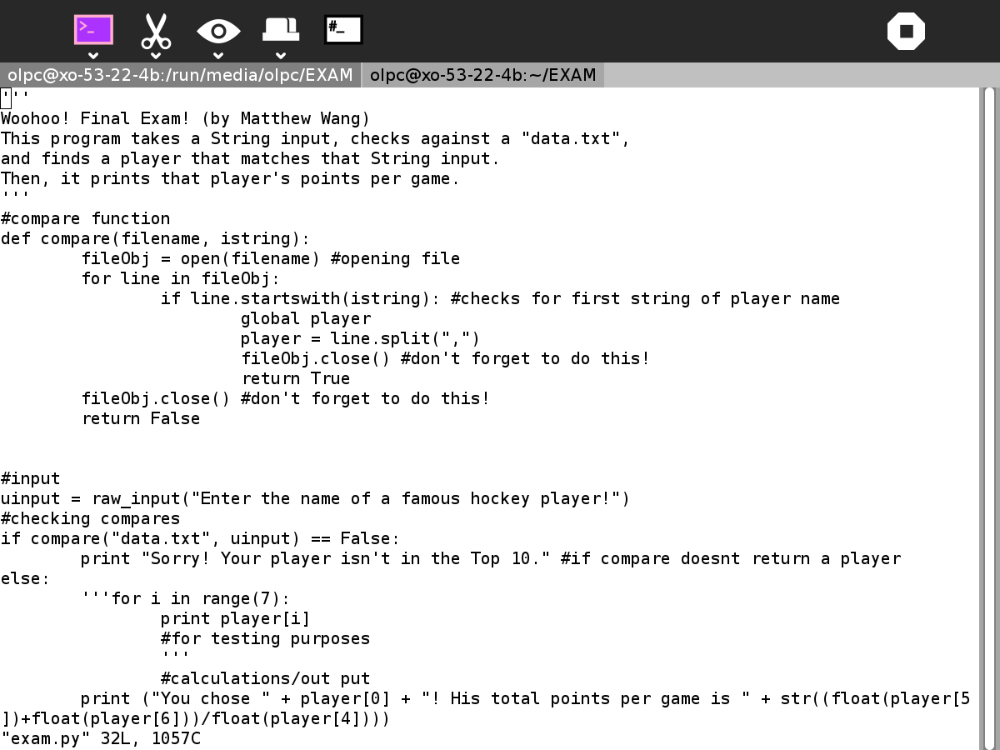 >_
#_
olpc@xo-53-22-4b:/run/media/olpc/EXAM
olpc@xo-53-22-4b:~/EXAM
'''
Woohoo! Final Exam! (by Matthew Wang)
This program takes a String input, checks against a "data.txt",
and finds a player that matches that String input.
Then, it prints that player's points per game.
'''
#compare function
def compare(filename, istring):
        fileObj = open(filename) #opening file
        for line in fileObj:
                if line.startswith(istring): #checks for first string of player name
                        global player
                        player = line.split(",")
                        fileObj.close() #don't forget to do this!
                        return True
        fileObj.close() #don't forget to do this!
        return False


#input
uinput = raw_input("Enter the name of a famous hockey player!")
#checking compares
if compare("data.txt", uinput) == False:
        print "Sorry! Your player isn't in the Top 10." #if compare doesnt return a player
else:
        '''for i in range(7):
                print player[i]
                #for testing purposes
                '''
                #calculations/out put
        print ("You chose " + player[0] + "! His total points per game is " + str((float(player[5
])+float(player[6]))/float(player[4])))
"exam.py" 32L, 1057C